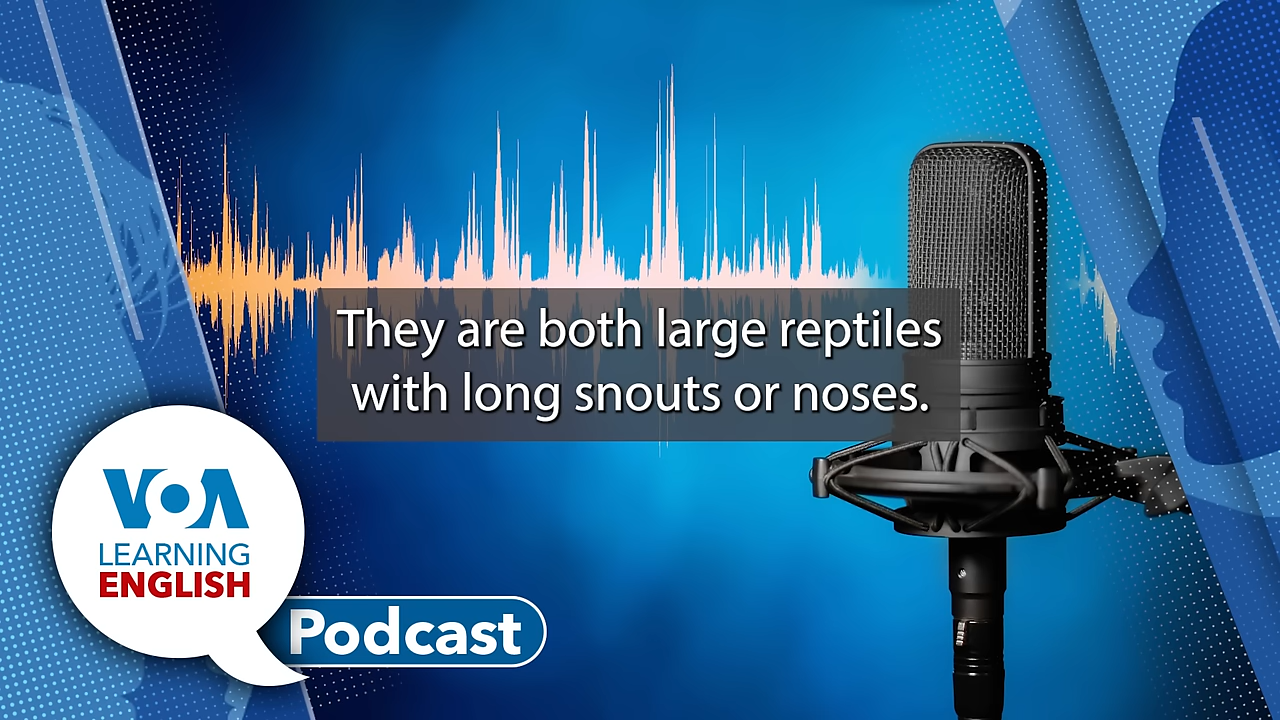 They are both large reptiles
with long snouts or noses.
VOA
LEARNING
ENGLISH
Podcast